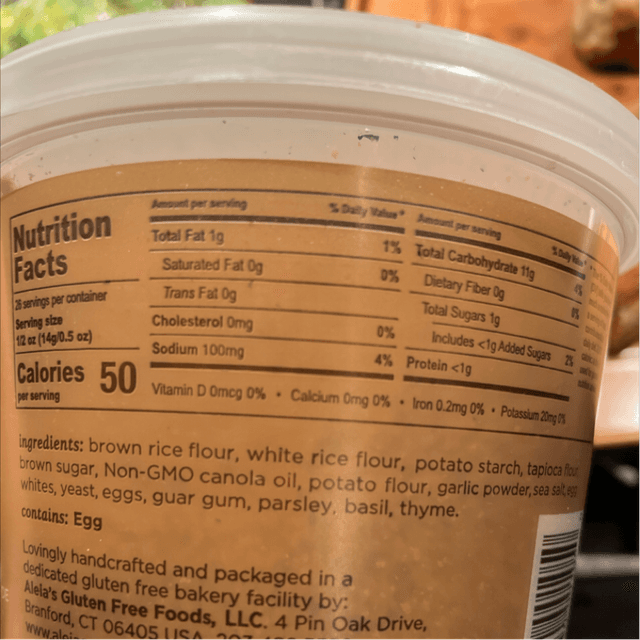 Nutrition
Facts
26 servings per container
Serving size
1/2 oz (14g/0.5 oz)
Calories 50
per serving
Amount per serving % Daily Value*
Total Fat 1g 1%
Saturated Fat 0g 0%
Trans Fat 0g
Cholesterol 0mg 0%
Sodium 100mg 4%
Amount per serving % Daily Value*
Total Carbohydrate 11g 4%
Dietary Fiber 0g 0%
Total Sugars 1g
Includes <1g Added Sugars 2%
Protein <1g
Vitamin D 0mcg 0% • Calcium 0mg 0% • Iron 0.2mg 0% • Potassium 20mg 0%
ingredients: brown rice flour, white rice flour, potato starch, tapioca flour,
brown sugar, Non-GMO canola oil, potato flour, garlic powder, sea salt, egg
whites, yeast, eggs, guar gum, parsley, basil, thyme.
contains: Egg
Lovingly handcrafted and packaged in a
dedicated gluten free bakery facility by:
Alela's Gluten Free Foods, LLC. 4 Pin Oak Drive,
Branford, CT 06405 USA